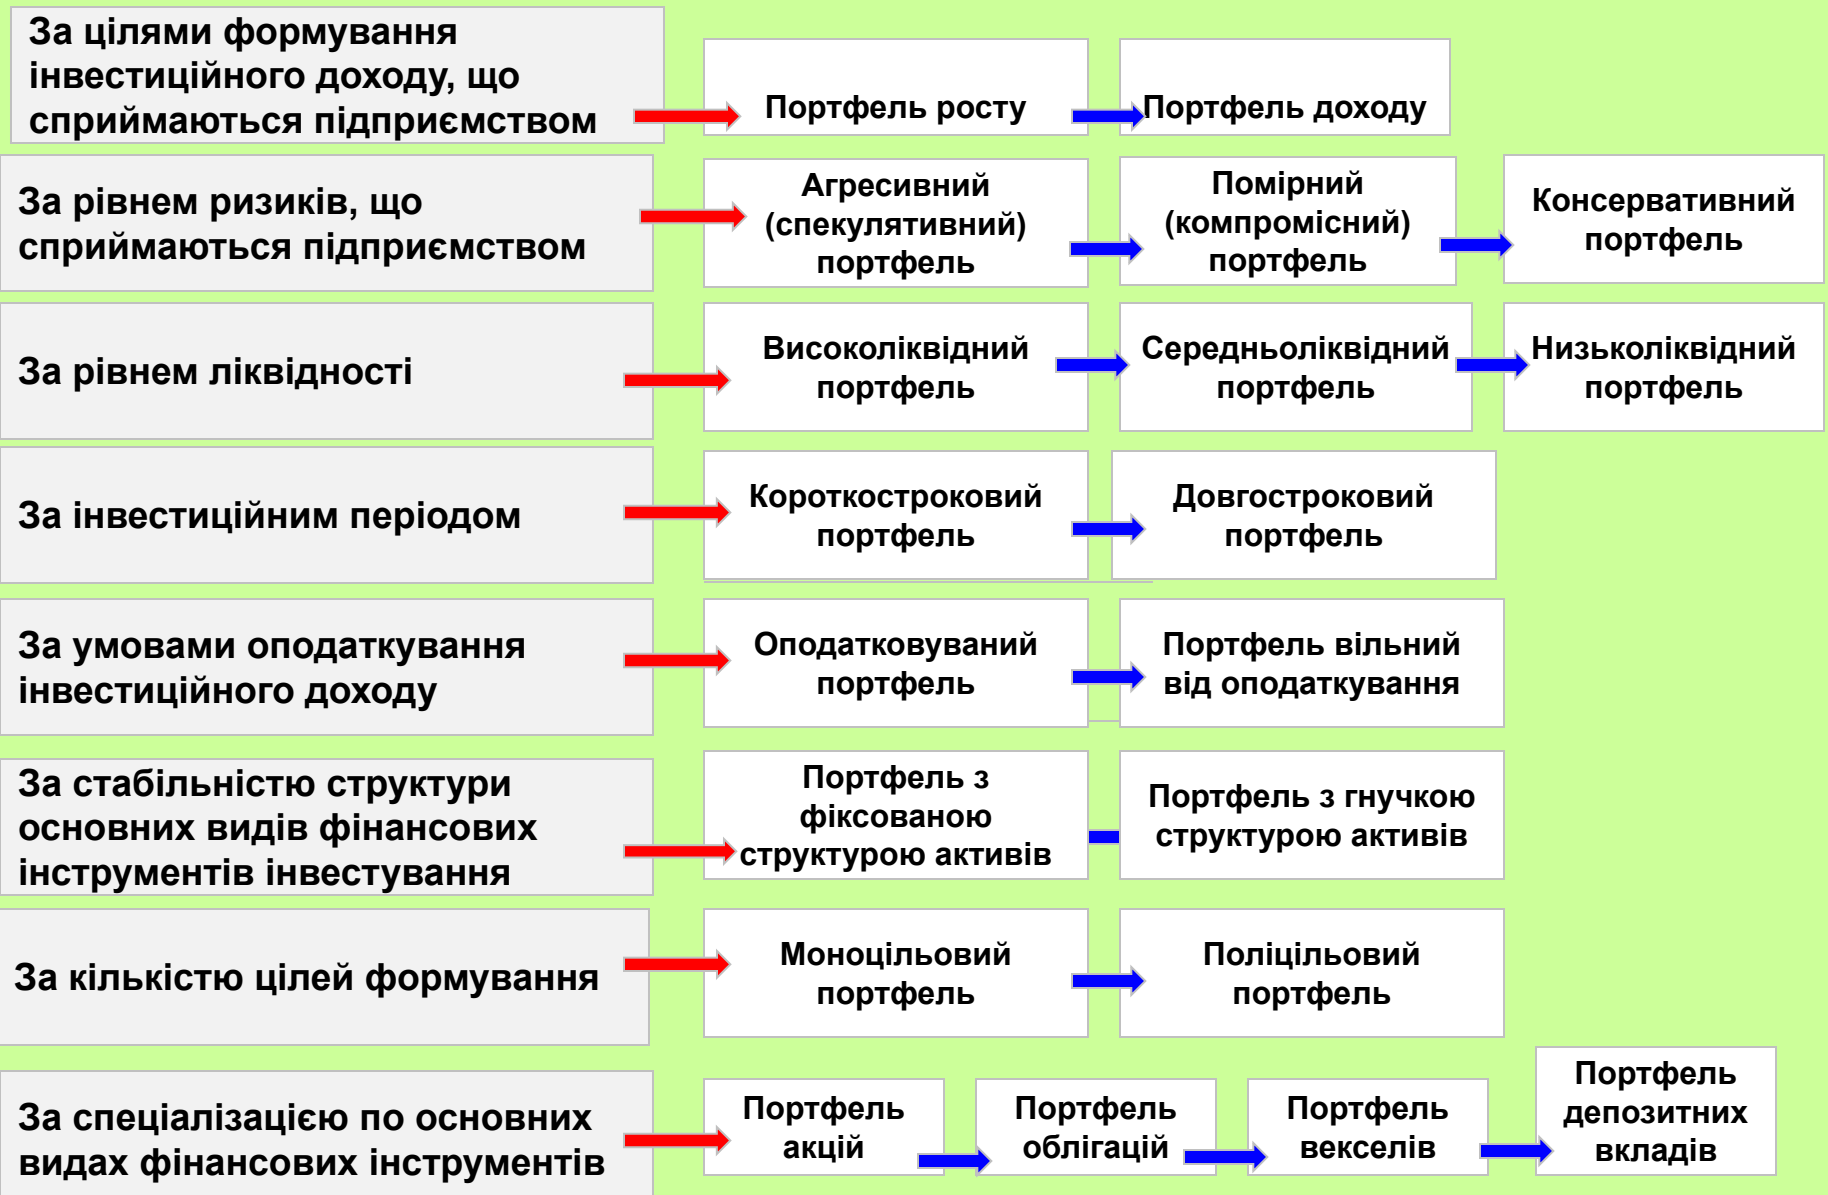 За цілями формування
інвестиційного доходу, що
сприймаються підприємством
Портфель росту
Портфель доходу
За рівнем ризиків, що
сприймаються підприємством
Агресивний
(спекулятивний)
портфель
Помірний
(компромісний)
портфель
Консервативний
портфель
За рівнем ліквідності
Високоліквідний
портфель
Середньоліквідний
портфель
Низьколіквідний
портфель
За інвестиційним періодом
Короткостроковий
портфель
Довгостроковий
портфель
За умовами оподаткування
інвестиційного доходу
Оподатковуваний
портфель
Портфель вільний
від оподаткування
За стабільністю структури
основних видів фінансових
інструментів інвестування
Портфель з
фіксованою
структурою активів
Портфель з гнучкою
структурою активів
За кількістю цілей формування
Моноцільовий
портфель
Поліцільовий
портфель
За спеціалізацією по основних
видах фінансових інструментів
Портфель
акцій
Портфель
облігацій
Портфель
векселів
Портфель
депозитних
вкладів